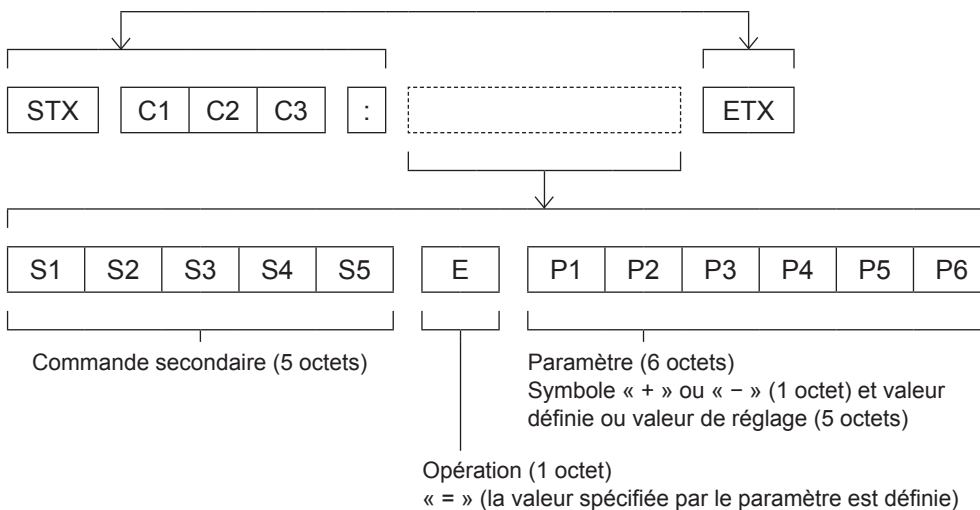 STX C1 C2 C3 : ETX
S1 S2 S3 S4 S5 E P1 P2 P3 P4 P5 P6
Commande secondaire (5 octets)
Paramètre (6 octets)
Symbole « + » ou « − » (1 octet) et valeur
définie ou valeur de réglage (5 octets)
Opération (1 octet)
« = » (la valeur spécifiée par le paramètre est définie)